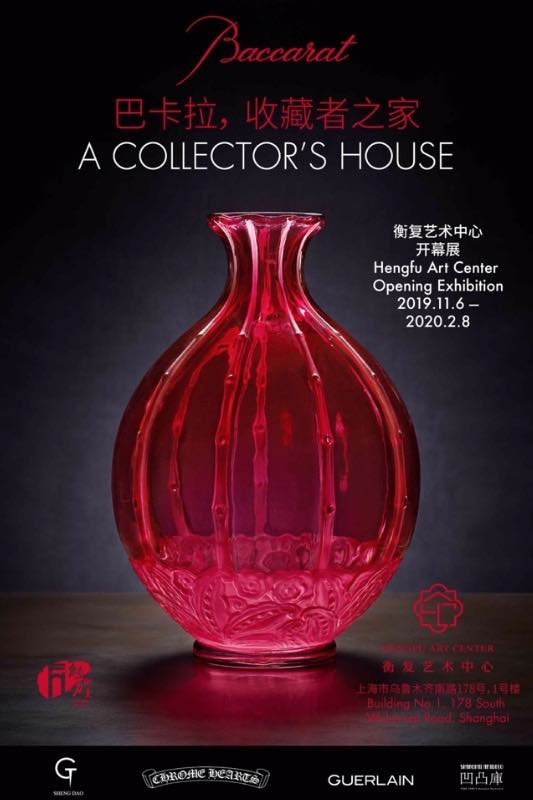 Baccarat
巴卡拉，收藏者之家
A COLLECTOR'S HOUSE
衡复艺术中心
开幕展
Hengfu Art Center
Opening Exhibition
2019.11.6 —
2020.2.8
HENGFU ART CENTER
衡复艺术中心
上海市乌鲁木齐南路178号，1号楼
Building No.1, 178 South
Wulumuqi Road, Shanghai
SHENG DAO
CHROME HEARTS
GUERLAIN
凹凸庫